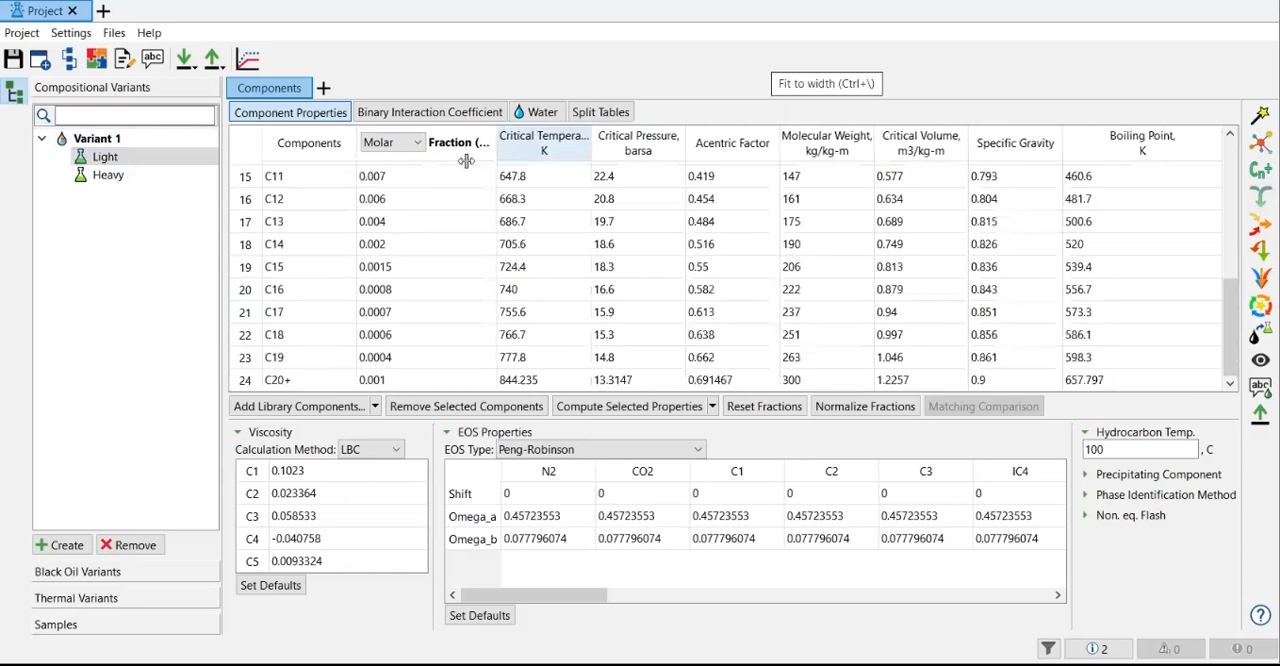 Project
Project Settings Files Help
abc
Compositional Variants
Components
Fit to width (Ctrl+\)
Component Properties Binary Interaction Coefficient Water Split Tables
Variant 1
Light
Heavy
Components Molar Fraction (... Critical Tempera... K Critical Pressure, barsa Acentric Factor Molecular Weight, kg/kg-m Critical Volume, m3/kg-m Specific Gravity Boiling Point, K
15 C11 0.007 647.8 22.4 0.419 147 0.577 0.793 460.6
16 C12 0.006 668.3 20.8 0.454 161 0.634 0.804 481.7
17 C13 0.004 686.7 19.7 0.484 175 0.689 0.815 500.6
18 C14 0.002 705.6 18.6 0.516 190 0.749 0.826 520
19 C15 0.0015 724.4 18.3 0.55 206 0.813 0.836 539.4
20 C16 0.0008 740 16.6 0.582 222 0.879 0.843 556.7
21 C17 0.0007 755.6 15.9 0.613 237 0.94 0.851 573.3
22 C18 0.0006 766.7 15.3 0.638 251 0.997 0.856 586.1
23 C19 0.0004 777.8 14.8 0.662 263 1.046 0.861 598.3
24 C20+ 0.001 844.235 13.3147 0.691467 300 1.2257 0.9 657.797
Add Library Components... Remove Selected Components Compute Selected Properties Reset Fractions Normalize Fractions Matching Comparison
Viscosity
Calculation Method: LBC
C1 0.1023
C2 0.023364
C3 0.058533
C4 -0.040758
C5 0.0093324
Set Defaults
EOS Properties
EOS Type: Peng-Robinson
N2 CO2 C1 C2 C3 IC4
Shift 0 0 0 0 0 0
Omega_a 0.45723553 0.45723553 0.45723553 0.45723553 0.45723553 0.45723553
Omega_b 0.077796074 0.077796074 0.077796074 0.077796074 0.077796074 0.077796074
Set Defaults
Hydrocarbon Temp.
100 , C
Precipitating Component
Phase Identification Method
Non. eq. Flash
Cn+
abc
Create Remove
Black Oil Variants
Thermal Variants
Samples
2 0 0